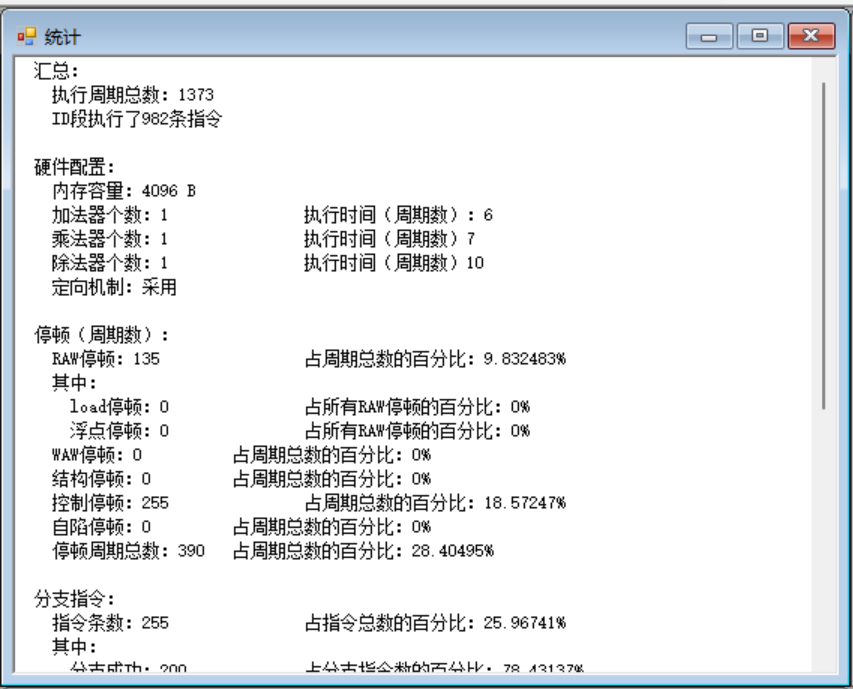 统计
汇总：
执行周期总数：1373
ID段执行了982条指令
硬件配置：
内存容量：4096 B
加法器个数：1 执行时间（周期数）：6
乘法器个数：1 执行时间（周期数）7
除法器个数：1 执行时间（周期数）10
定向机制：采用
停顿（周期数）：
RAW停顿：135 占周期总数的百分比：9.832483%
其中：
load停顿：0 占所有RAW停顿的百分比：0%
浮点停顿：0 占所有RAW停顿的百分比：0%
WAW停顿：0 占周期总数的百分比：0%
结构停顿：0 占周期总数的百分比：0%
控制停顿：255 占周期总数的百分比：18.57247%
自陷停顿：0 占周期总数的百分比：0%
停顿周期总数：390 占周期总数的百分比：28.40495%
分支指令：
指令条数：255 占指令总数的百分比：25.96741%
其中：
分支成功：200 占分支指令数的百分比：78.43137%